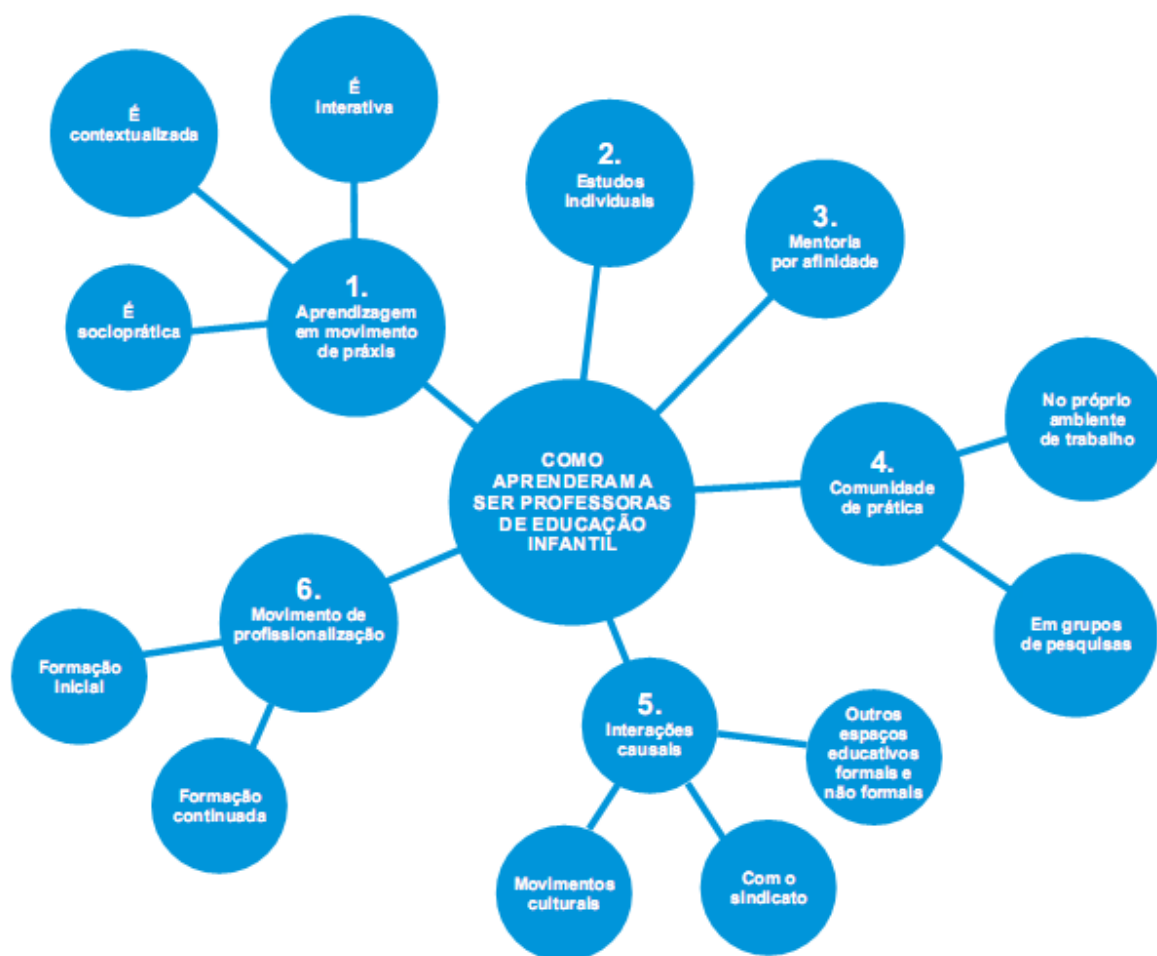 É
contextualizada
É
interativa
É
socioprática
1.
Aprendizagem
em movimento
de práxis
2.
Estudos
individuais
3.
Mentoria
por afinidade
COMO
APRENDERAM A
SER PROFESSORAS
DE EDUCAÇÃO
INFANTIL
4.
Comunidade
de prática
No próprio
ambiente
de trabalho
Em grupos
de pesquisas
5.
Interações
causais
Outros
espaços
educativos
formais e
não formais
Com o
sindicato
Movimentos
culturais
6.
Movimento de
profissionalização
Formação
inicial
Formação
continuada